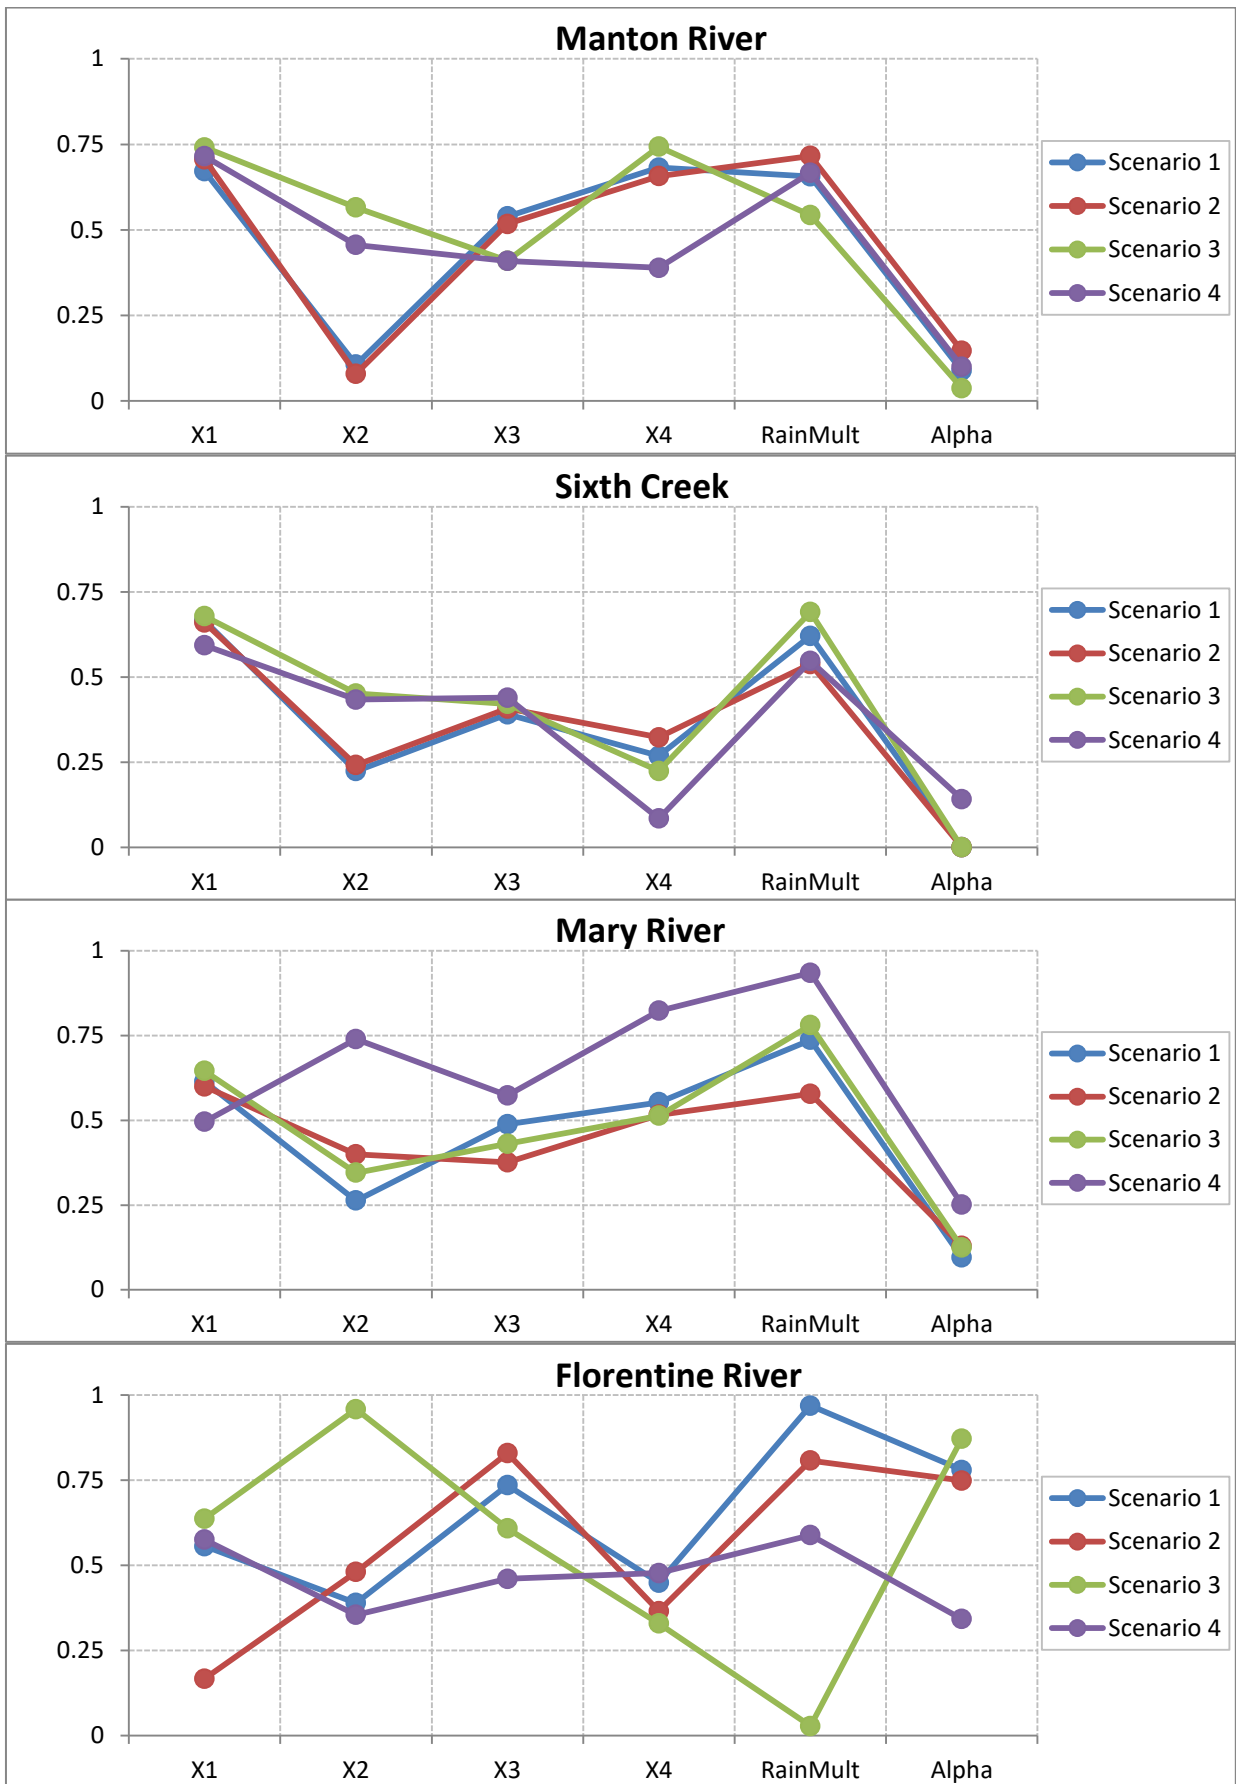 Manton River
1
0.75
0.5
0.25
0
X1 X2 X3 X4 RainMult Alpha
Scenario 1
Scenario 2
Scenario 3
Scenario 4
Sixth Creek
1
0.75
0.5
0.25
0
X1 X2 X3 X4 RainMult Alpha
Scenario 1
Scenario 2
Scenario 3
Scenario 4
Mary River
1
0.75
0.5
0.25
0
X1 X2 X3 X4 RainMult Alpha
Scenario 1
Scenario 2
Scenario 3
Scenario 4
Florentine River
1
0.75
0.5
0.25
0
X1 X2 X3 X4 RainMult Alpha
Scenario 1
Scenario 2
Scenario 3
Scenario 4